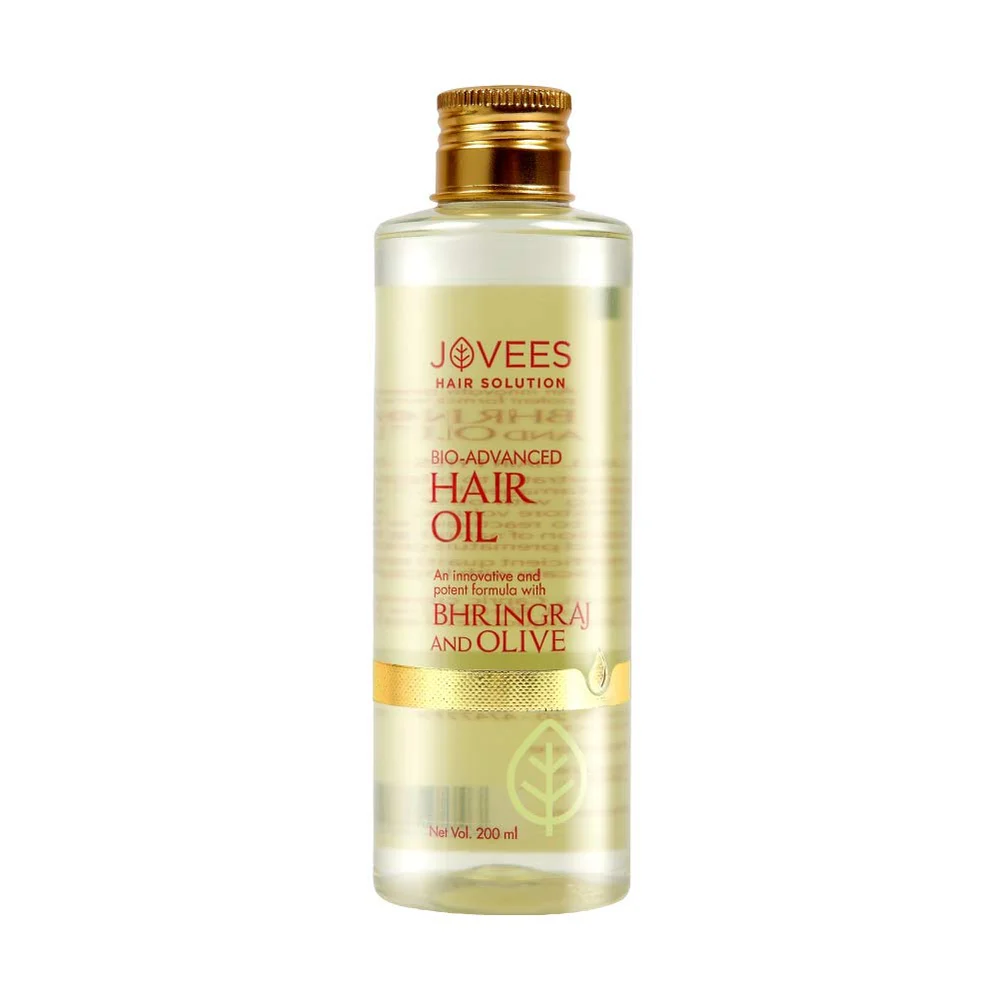 JOVEES
HAIR SOLUTION
BIO-ADVANCED
HAIR
OIL
An innovative and
potent formula with
BHRINGRAJ
AND OLIVE
Net Vol. 200 ml